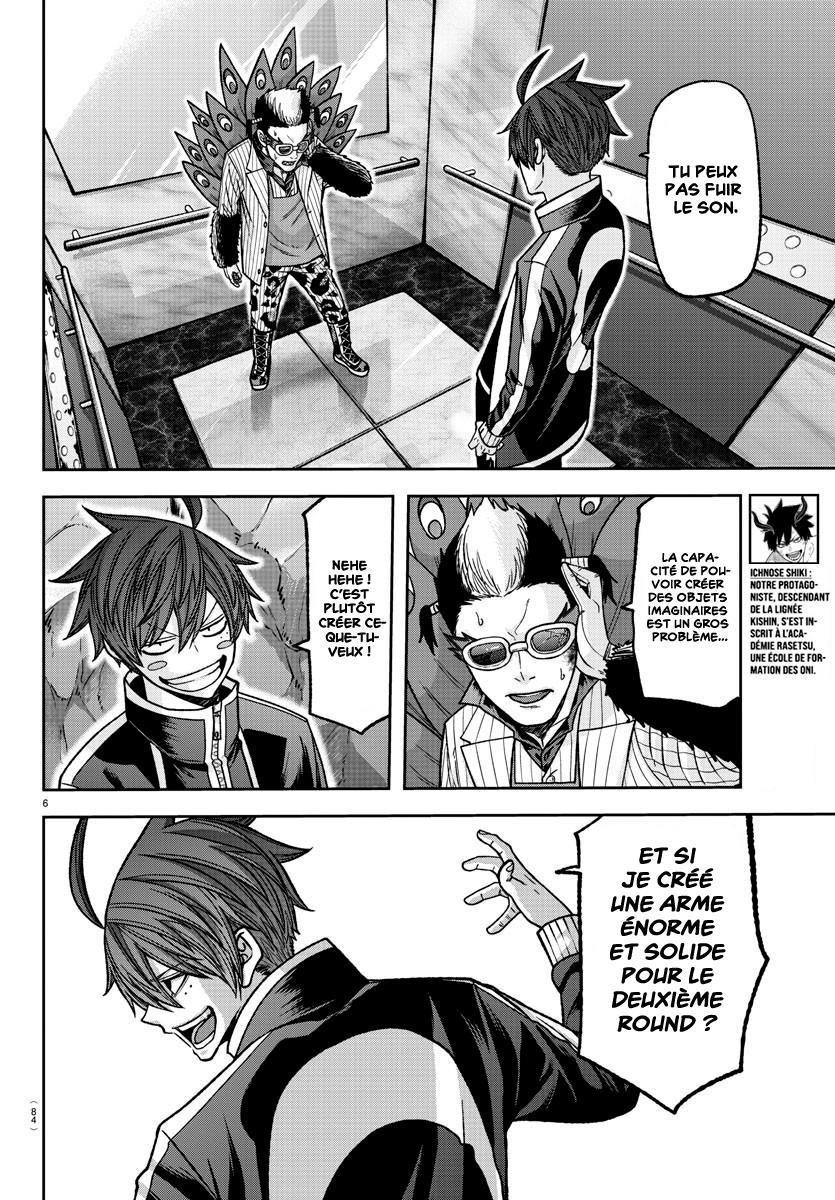 TU PEUX
PAS FUIR
LE SON.
LA CAPA-
CITÉ DE POU-
VOIR CRÉER
DES OBJETS
IMAGINAIRES
EST UN GROS
PROBLÈME...
ICHNOSE SHIKI :
NOTRE PROTAGO-
NISTE, DESCENDANT
DE LA LIGNÉE
KISHIN, S'EST IN-
SCRIT À L'ACA-
DÉMIE RASETSU,
UNE ÉCOLE DE FOR-
MATION DES ONI.
NEHE
HEHE !
C'EST
PLUTÔT
CRÉER CE-
QUE-TU-
VEUX !
6
ET SI
JE CRÉÉ
UNE ARME
ÉNORME
ET SOLIDE
POUR LE
DEUXIÈME
ROUND ?
(84)